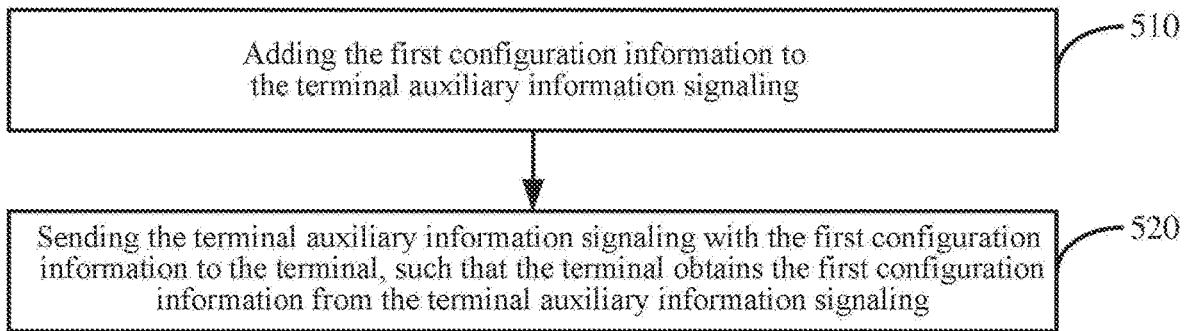 Adding the first configuration information to
the terminal auxiliary information signaling
510
Sending the terminal auxiliary information signaling with the first configuration
information to the terminal, such that the terminal obtains the first configuration
information from the terminal auxiliary information signaling
520